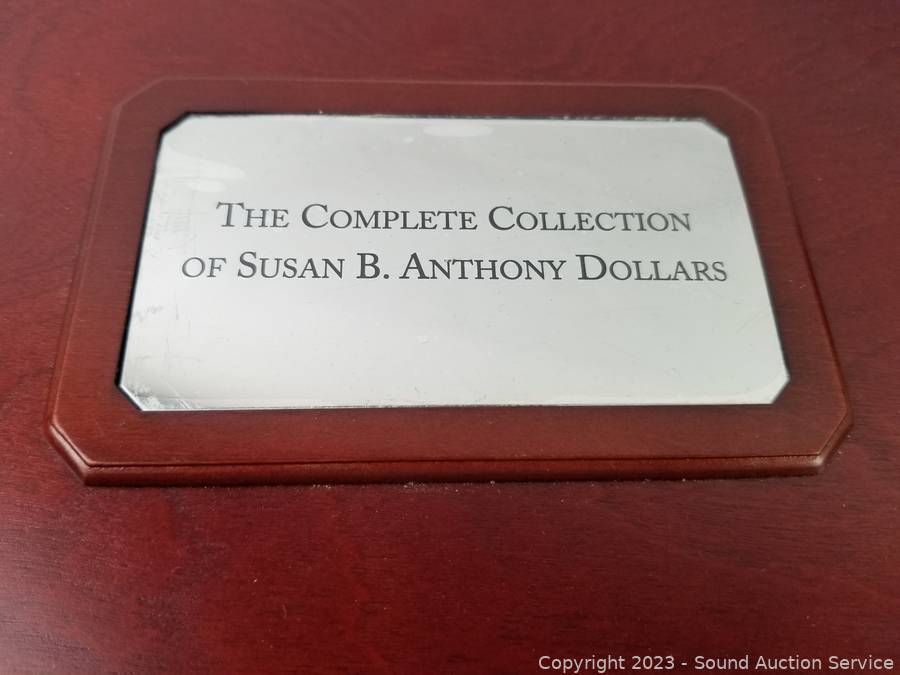 The Complete Collection
of Susan B. Anthony Dollars
Copyright 2023 - Sound Auction Service